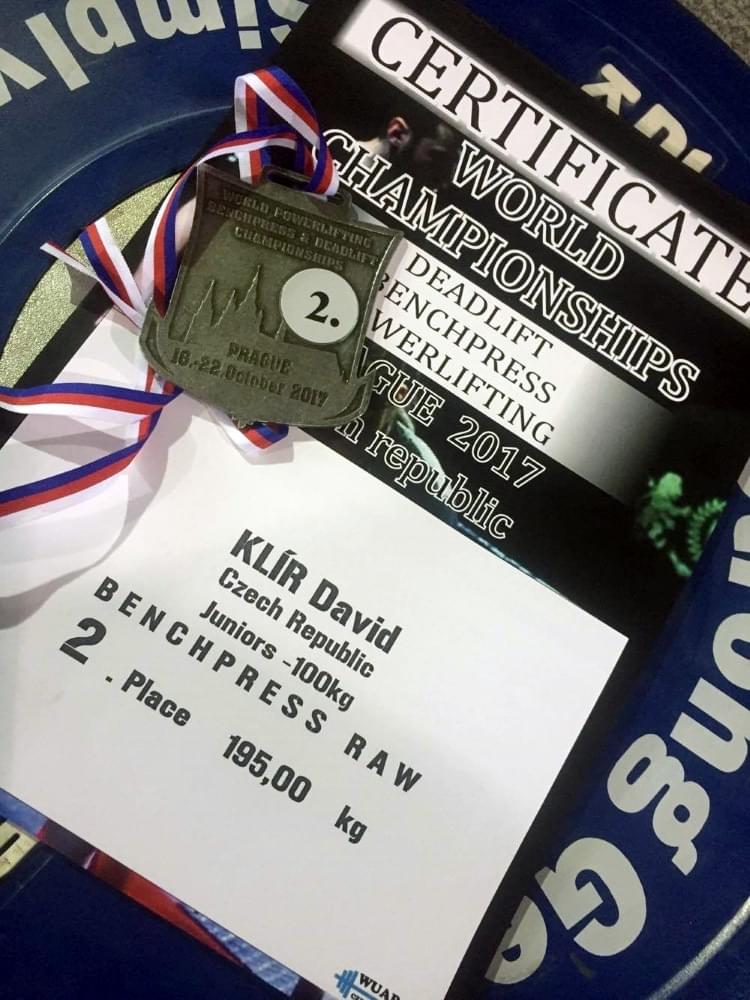 Simply
CERTIFICATE
WORLD
CHAMPIONSHIPS
DEADLIFT
BENCHPRESS
WERLIFTING
GUE 2017
h republic
WORLD POWERLIFTING
BENCHPRESS & DEADLIFT
CHAMPIONSHIPS
2.
PRAGUE
16.-22.October 2017
KLÍR David
Czech Republic
Juniors -100kg
BENCHPRESS RAW
2. Place 195,00 kg
WUAP